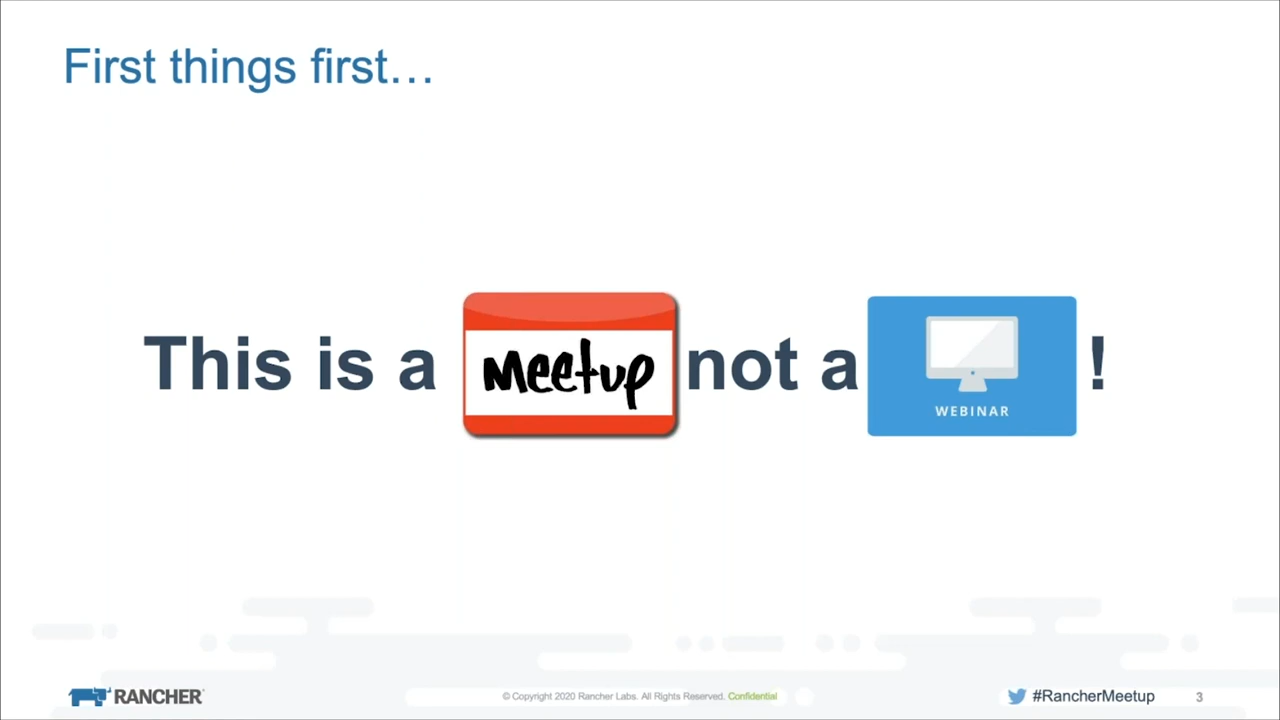 First things first…
This is a Meetup not a WEBINAR !
RANCHER
© Copyright 2020 Rancher Labs. All Rights Reserved. Confidential
#RancherMeetup 3